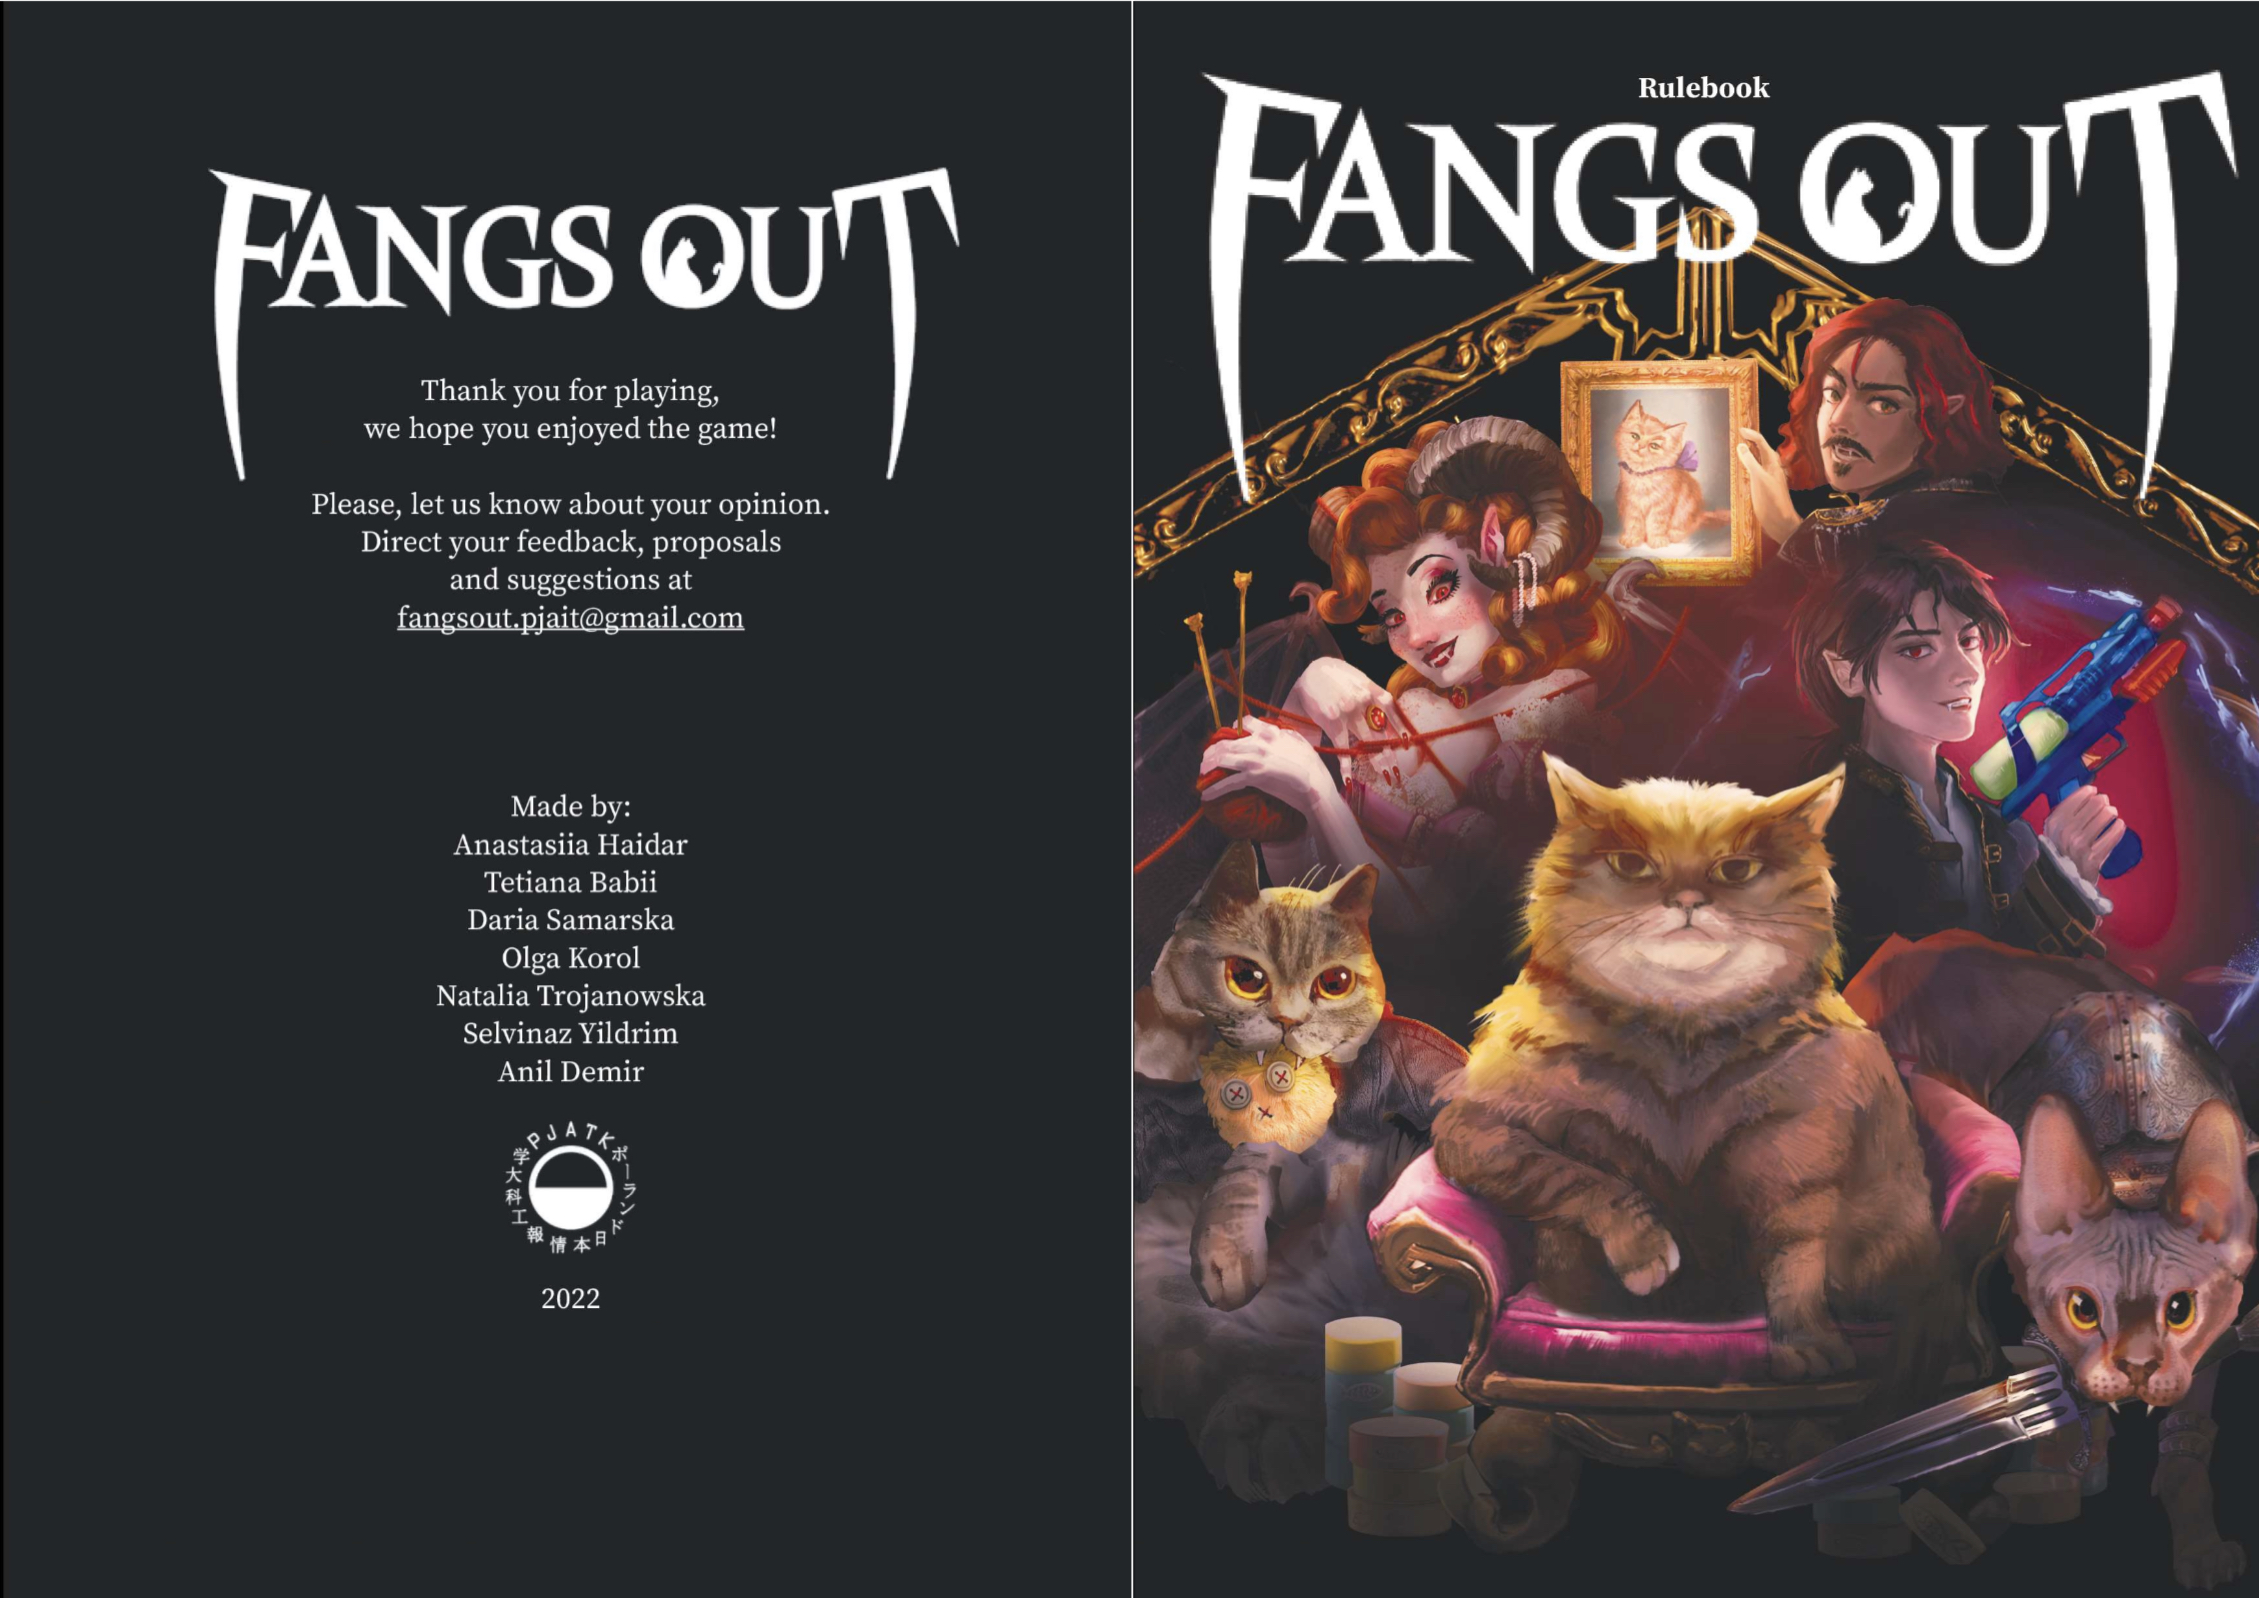 FANGS OUT
Thank you for playing,
we hope you enjoyed the game!
Please, let us know about your opinion.
Direct your feedback, proposals
and suggestions at
fangsout.pjait@gmail.com
Made by:
Anastasiia Haidar
Tetiana Babii
Daria Samarska
Olga Korol
Natalia Trojanowska
Selvinaz Yildrim
Anil Demir
PJATK ポーランド日本情報工科大学
2022
Rulebook
FANGS OUT